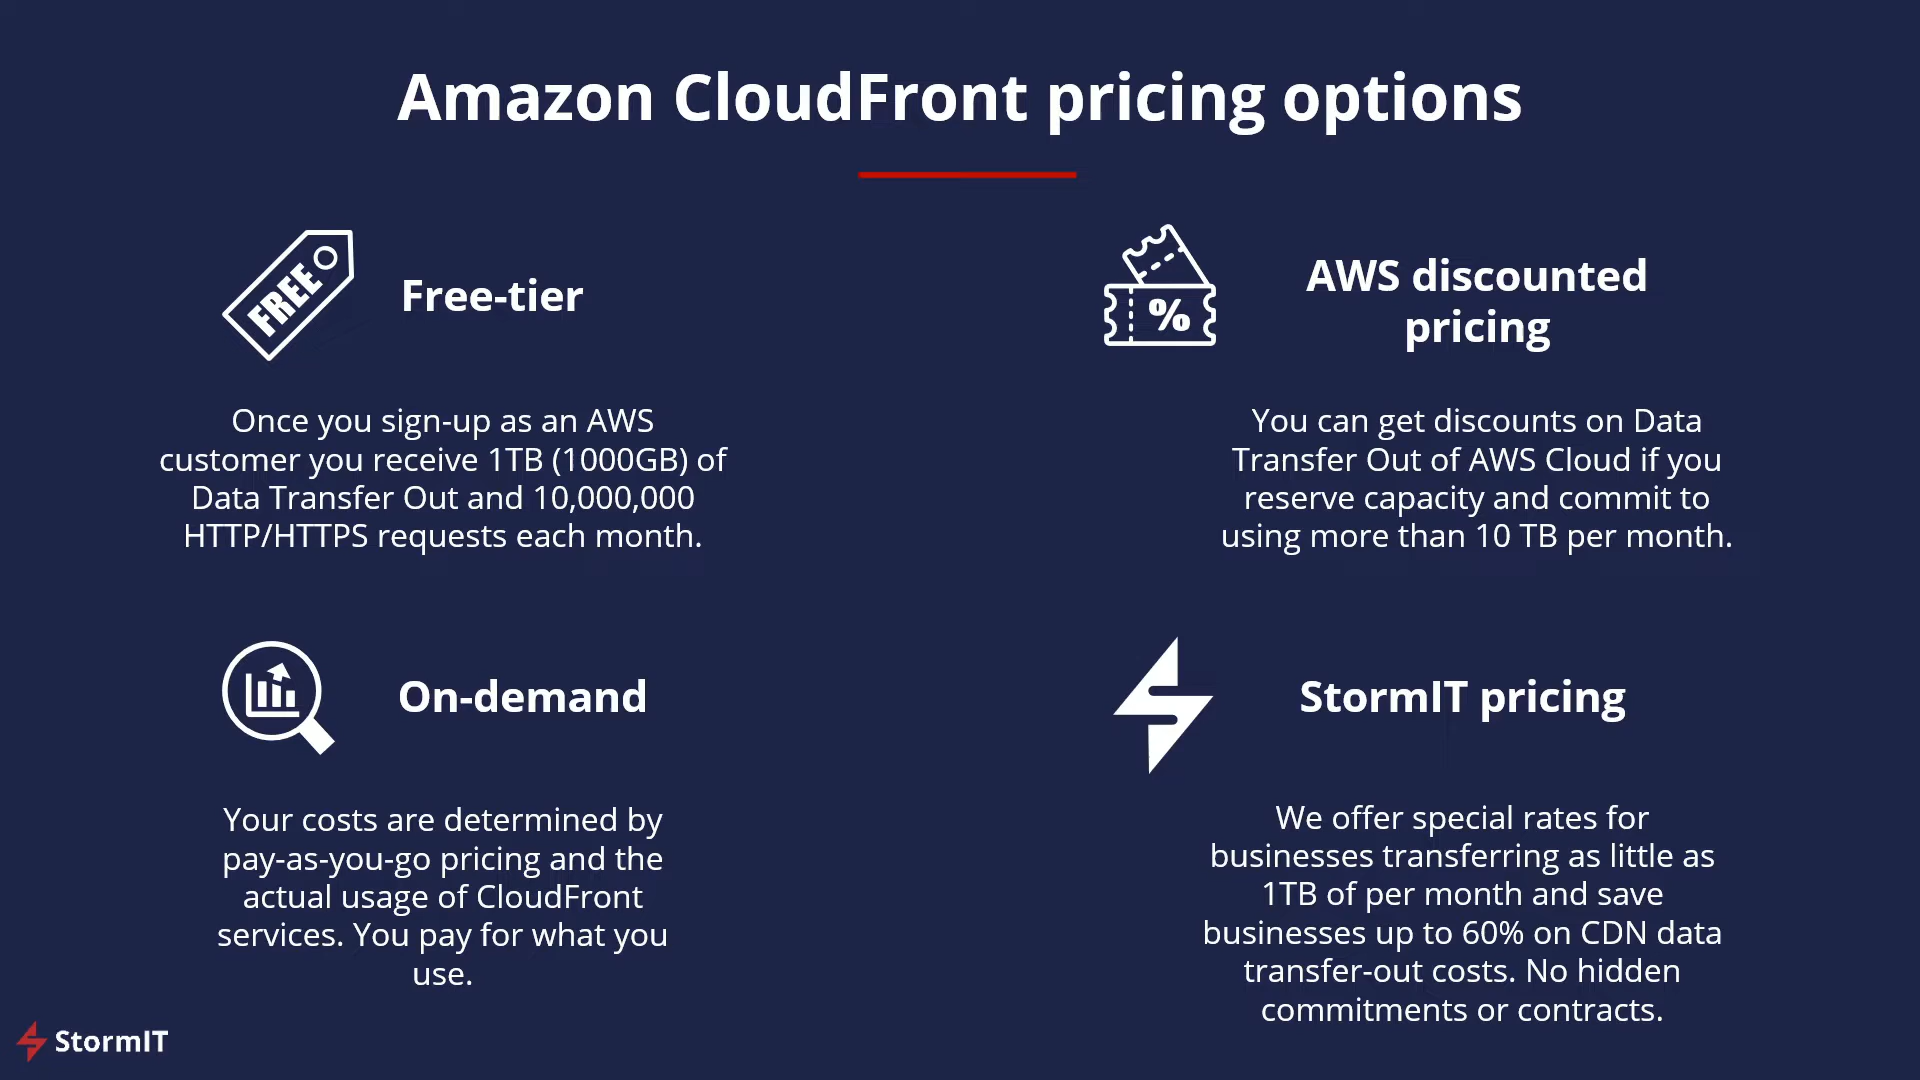 Amazon CloudFront pricing options
FREE
Free-tier
Once you sign-up as an AWS
customer you receive 1TB (1000GB) of
Data Transfer Out and 10,000,000
HTTP/HTTPS requests each month.
%
AWS discounted
pricing
You can get discounts on Data
Transfer Out of AWS Cloud if you
reserve capacity and commit to
using more than 10 TB per month.
On-demand
Your costs are determined by
pay-as-you-go pricing and the
actual usage of CloudFront
services. You pay for what you
use.
StormIT pricing
We offer special rates for
businesses transferring as little as
1TB of per month and save
businesses up to 60% on CDN data
transfer-out costs. No hidden
commitments or contracts.
StormIT